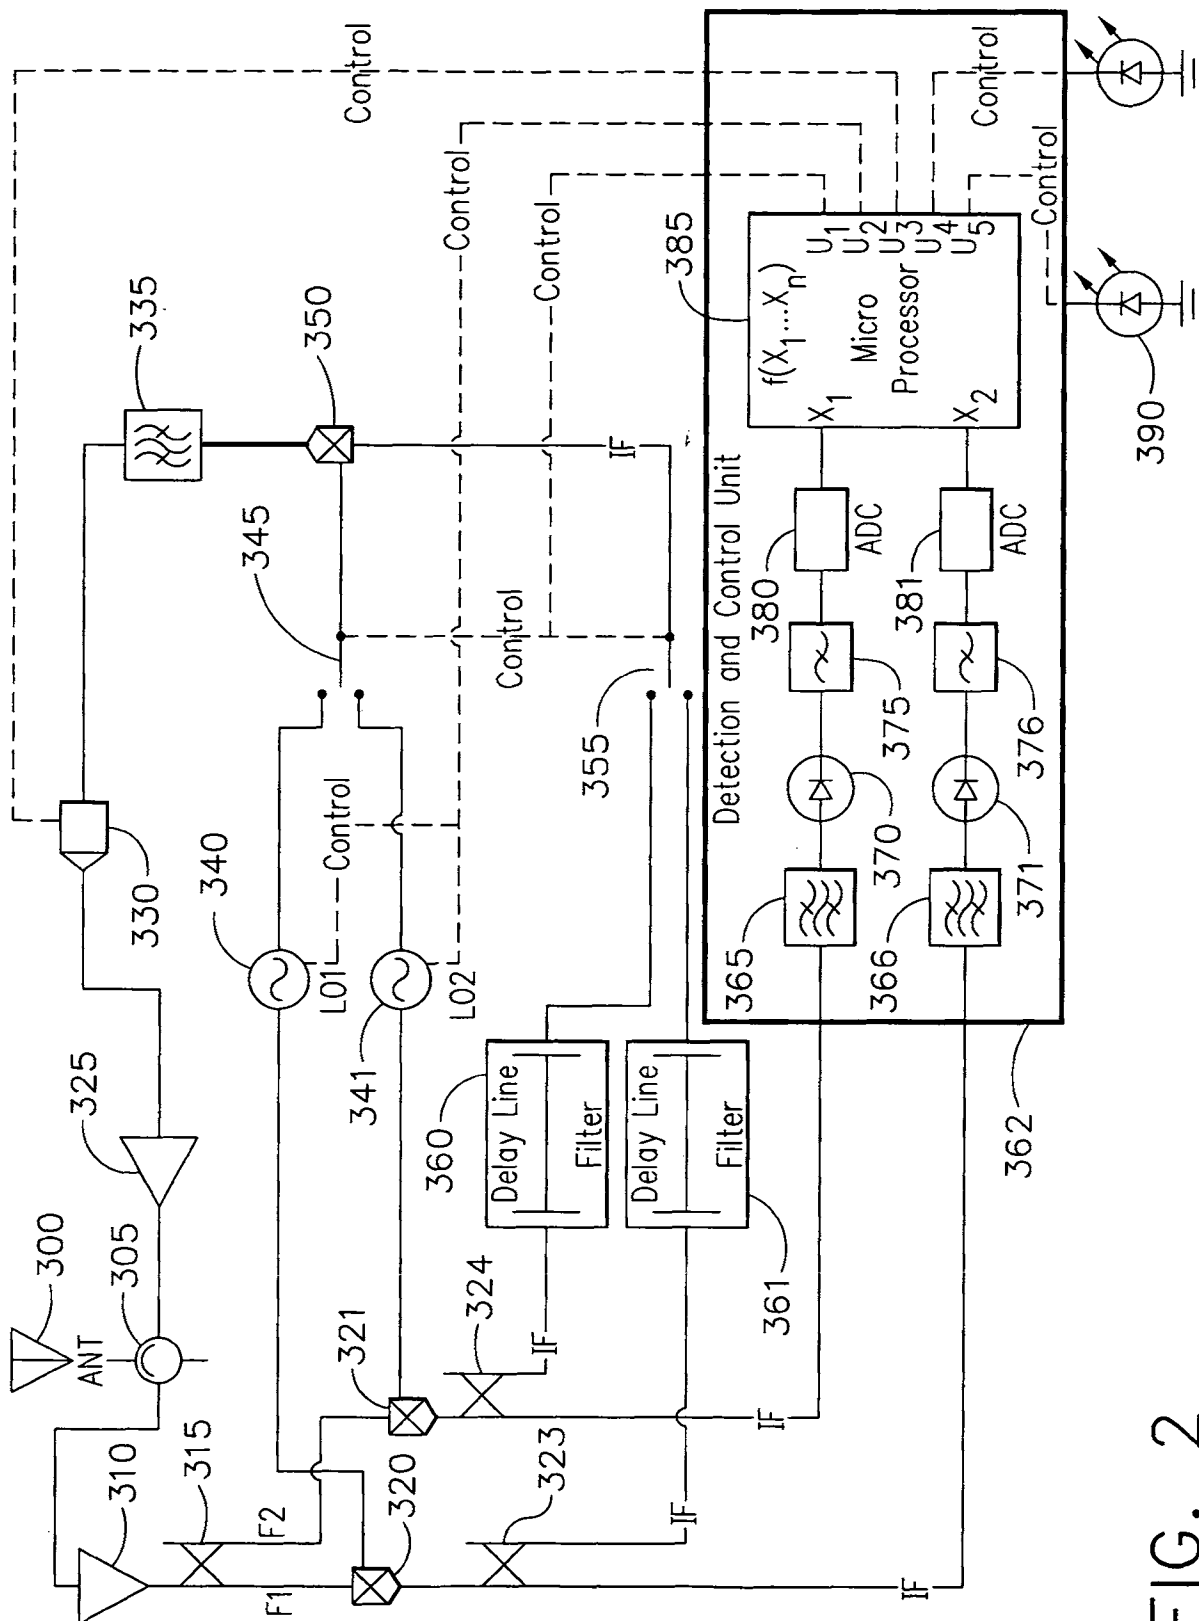 300
ANT
305
310
315
F1
F2
320
321
323
324
IF
IF
IF
IF
325
330
335
340
LO1
341
LO2
345
350
IF
355
Control
Control
Control
Control
Control
Control
Control
360
Delay Line
Filter
361
Delay Line
Filter
362
Detection and Control Unit
365
366
370
371
375
376
380
ADC
381
ADC
385
f(X1...Xn)
Micro
Processor
X1
X2
U1
U2
U3
U4
U5
390
FIG. 2